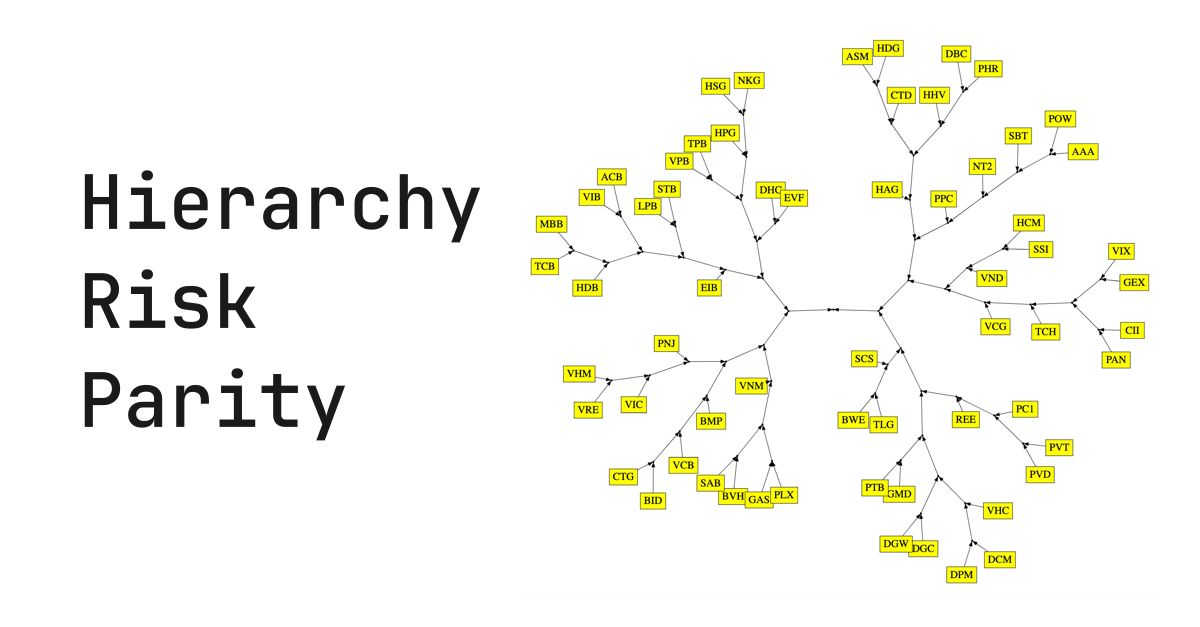 Hierarchy
Risk
Parity
ASM
HDG
DBC
PHR
CTD
HHV
HSG
NKG
HPG
TPB
VPB
POW
SBT
AAA
NT2
HAG
PPC
ACB
VIB
STB
LPB
DHC
EVF
MBB
TCB
HDB
EIB
HCM
SSI
VND
VIX
GEX
VCG
TCH
CII
PAN
PNJ
VHM
VRE
VIC
VNM
BMP
VCB
CTG
BID
SAB
BVH
GAS
PLX
SCS
BWE
TLG
REE
PC1
PVT
PVD
PTB
GMD
VHC
DGW
DGC
DCM
DPM